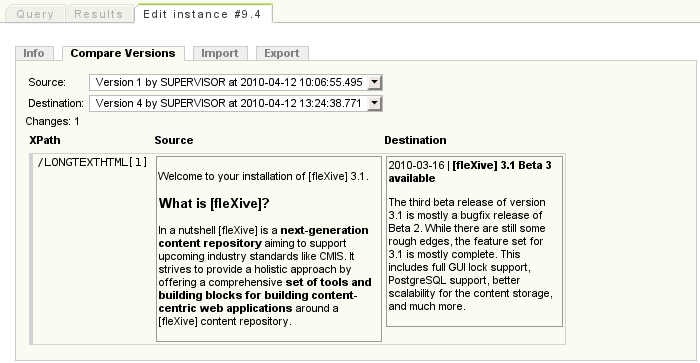 Query Results Edit instance #9.4
Info Compare Versions Import Export
Source: Version 1 by SUPERVISOR at 2010-04-12 10:06:55.495
Destination: Version 4 by SUPERVISOR at 2010-04-12 13:24:38.771
Changes: 1
XPath Source Destination
/LONGTEXTHTML[1]
Welcome to your installation of [fleXive] 3.1.
What is [fleXive]?
In a nutshell [fleXive] is a next-generation
content repository aiming to support
upcoming industry standards like CMIS. It
strives to provide a holistic approach by
offering a comprehensive set of tools and
building blocks for building content-
centric web applications around a
[fleXive] content repository.
2010-03-16 | [fleXive] 3.1 Beta 3
available
The third beta release of version
3.1 is mostly a bugfix release of
Beta 2. While there are still some
rough edges, the feature set for
3.1 is mostly complete. This
includes full GUI lock support,
PostgreSQL support, better
scalability for the content storage,
and much more.